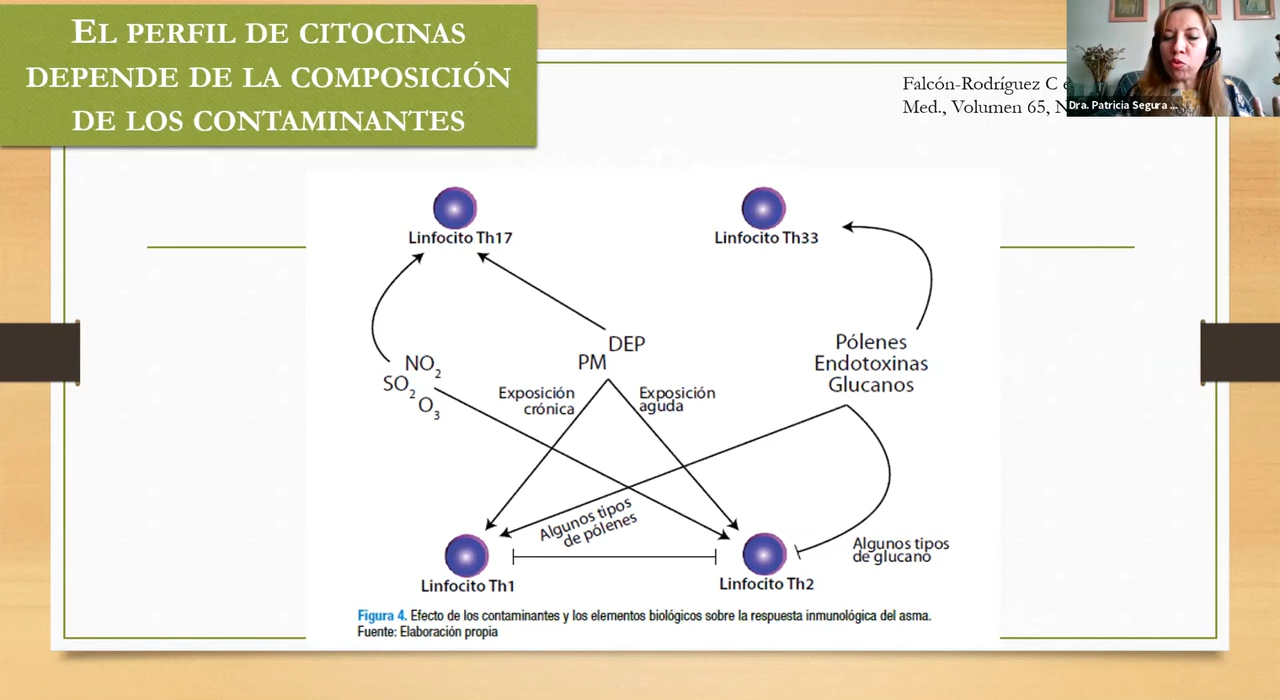 EL PERFIL DE CITOCINAS
DEPENDE DE LA COMPOSICIÓN
DE LOS CONTAMINANTES
Falcón-Rodríguez C
Med., Volumen 65,
Dra. Patricia Segura ...
Linfocito Th17
Linfocito Th33
DEP
PM
NO₂
SO₂
O₃
Pólenes
Endotoxinas
Glucanos
Exposición
crónica
Exposición
aguda
Algunos tipos
de pólenes
Algunos tipos
de glucano
Linfocito Th1
Linfocito Th2
Figura 4. Efecto de los contaminantes y los elementos biológicos sobre la respuesta inmunológica del asma.
Fuente: Elaboración propia